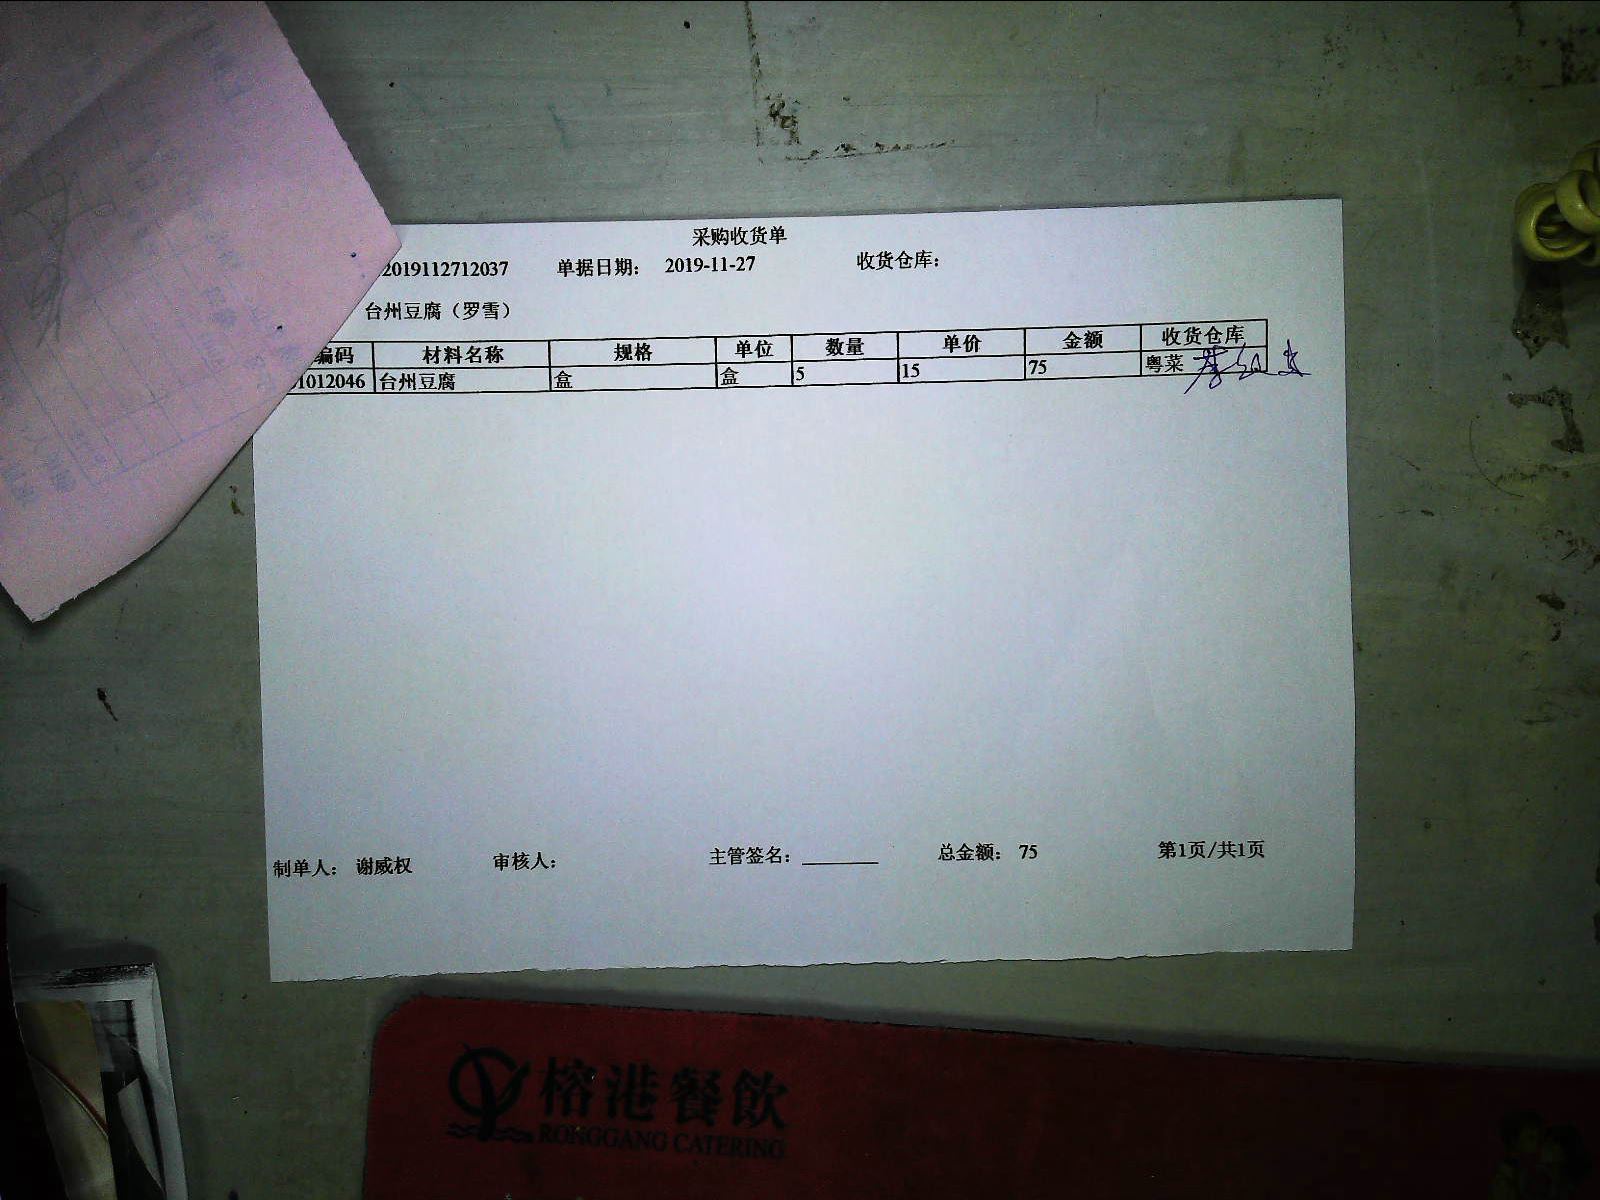 采购收货单
2019112712037 单据日期: 2019-11-27 收货仓库:
台州豆腐（罗雪）
编码 材料名称 规格 单位 数量 单价 金额 收货仓库
1012046 台州豆腐 盒 盒 5 15 75 粤菜
制单人: 谢威权 审核人: 主管签名: 总金额: 75 第1页/共1页
榕港餐飲
RONGGANG CATERING